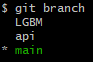 $ git branch
  LGBM
  api
* main